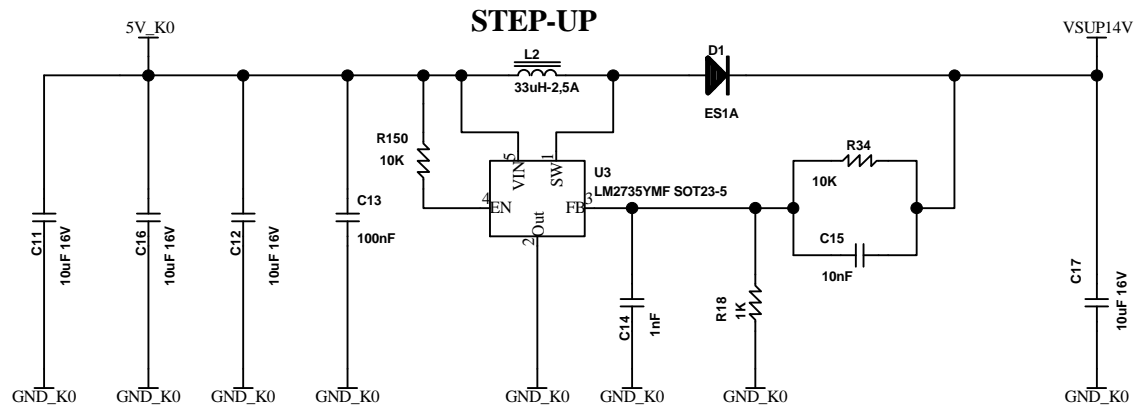 STEP-UP
5V_K0
VSUP14V
L2
33uH-2,5A
D1
ES1A
R150
10K
5
VIN
1
SW
U3
LM2735YMF SOT23-5
4
EN
3
FB
2
Out
R34
10K
C15
10nF
C11
10uF 16V
C16
10uF 16V
C12
10uF 16V
C13
100nF
C14
1nF
R18
1K
C17
10uF 16V
GND_K0
GND_K0
GND_K0
GND_K0
GND_K0
GND_K0
GND_K0
GND_K0